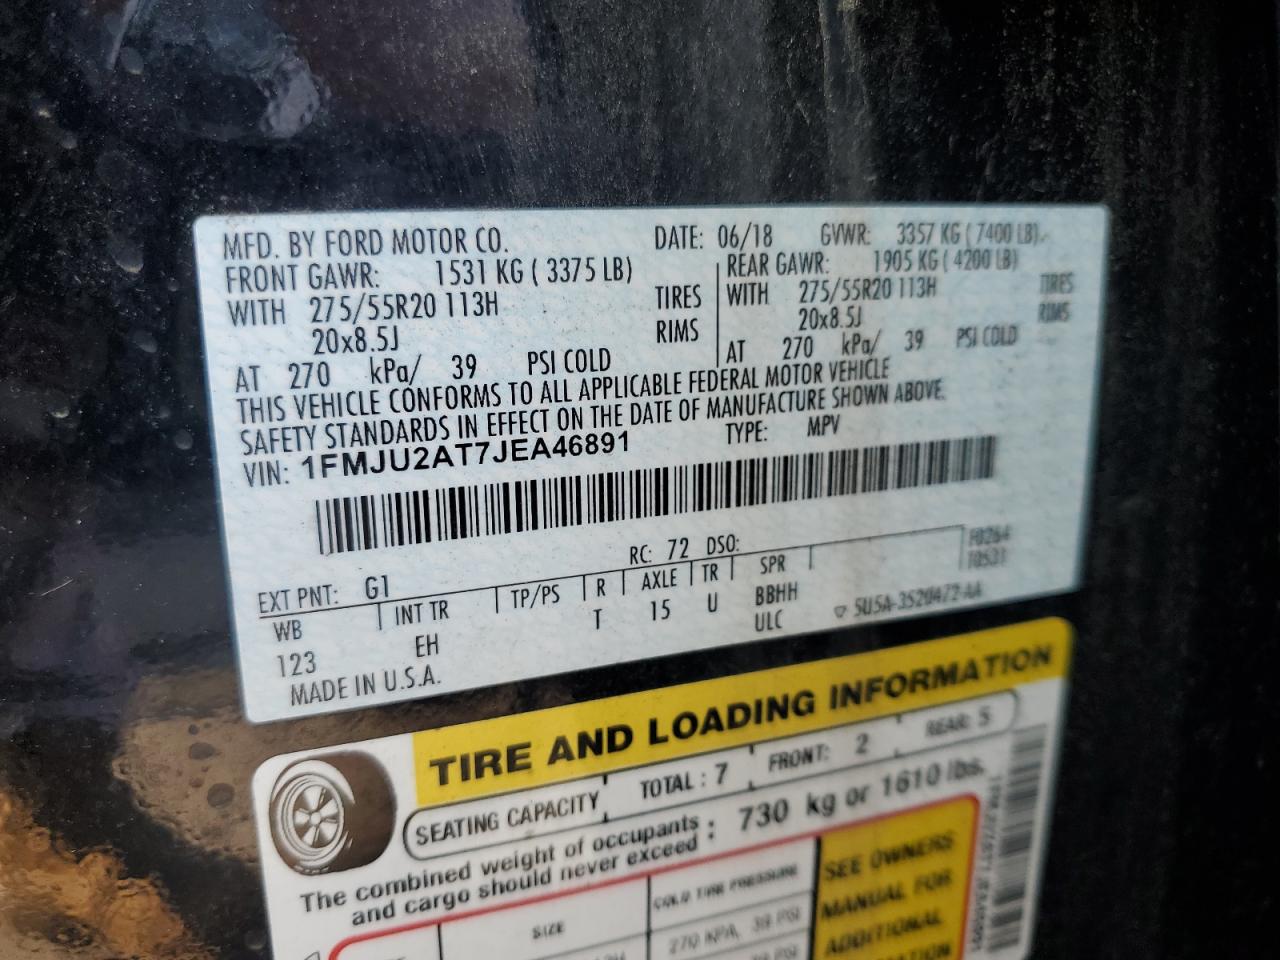 MFD. BY FORD MOTOR CO. DATE: 06/18 GVWR: 3357 KG ( 7400 LB)
FRONT GAWR: 1531 KG ( 3375 LB) REAR GAWR: 1905 KG ( 4200 LB)
WITH 275/55R20 113H TIRES WITH 275/55R20 113H TIRES
20x8.5J RIMS 20x8.5J RIMS
AT 270 kPa/ 39 PSI COLD AT 270 kPa/ 39 PSI COLD
THIS VEHICLE CONFORMS TO ALL APPLICABLE FEDERAL MOTOR VEHICLE
SAFETY STANDARDS IN EFFECT ON THE DATE OF MANUFACTURE SHOWN ABOVE.
VIN: 1FMJU2AT7JEA46891 TYPE: MPV
F0264
T0531
EXT PNT: G1 RC: 72 DSO:
WB INT TR TP/PS R AXLE TR SPR
123 EH T 15 U BBHH
ULC 5U5A-3520472-AA
MADE IN U.S.A.
TIRE AND LOADING INFORMATION
SEATING CAPACITY TOTAL : 7 FRONT: 2 REAR: 5
The combined weight of occupants
and cargo should never exceed : 730 kg or 1610 lbs.
SIZE COLD TIRE PRESSURE SEE OWNERS
MANUAL FOR
270 KPA, 39 PSI ADDITIONAL